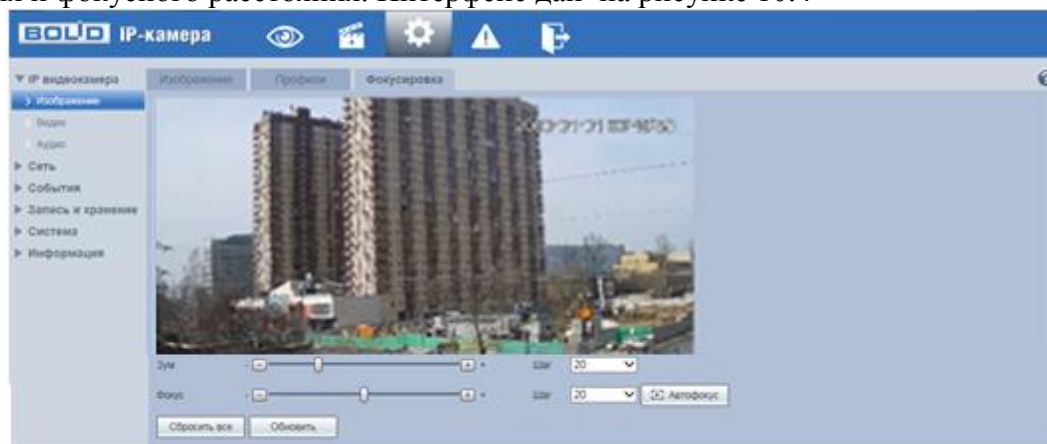 и фокусного расстояния. Интерфейс дан на рисунке 10.4
BOLID IP-камера
IP видеокамера
Изображение
Видео
Аудио
Сеть
События
Запись и хранение
Система
Информация
Изображение Профили Фокусировка
Зум - + Шаг 20
Фокус - + Шаг 20 Автофокус
Сбросить все Обновить